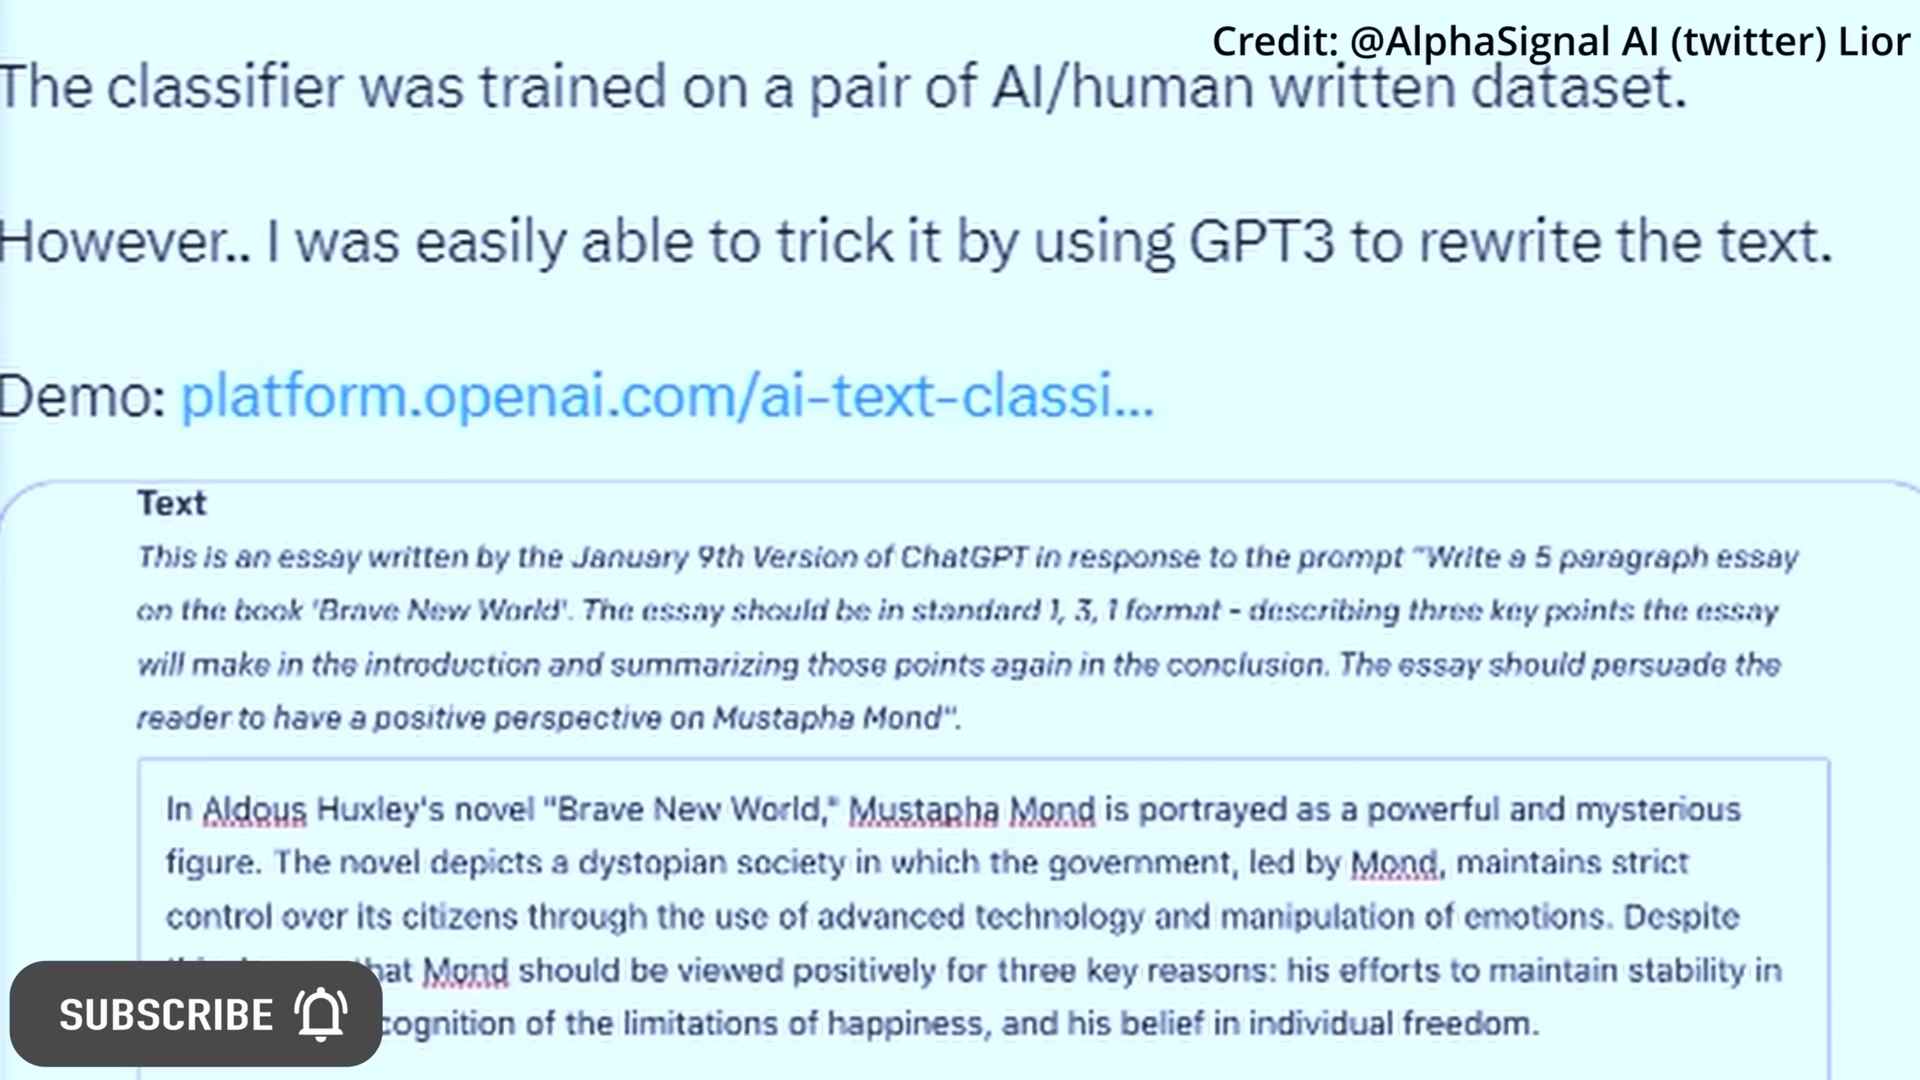 Credit: @AlphaSignal AI (twitter) Lior
The classifier was trained on a pair of AI/human written dataset.
However.. I was easily able to trick it by using GPT3 to rewrite the text.
Demo: platform.openai.com/ai-text-classi...
Text
This is an essay written by the January 9th Version of ChatGPT in response to the prompt "Write a 5 paragraph essay
on the book 'Brave New World'. The essay should be in standard 1, 3, 1 format - describing three key points the essay
will make in the introduction and summarizing those points again in the conclusion. The essay should persuade the
reader to have a positive perspective on Mustapha Mond".
In Aldous Huxley's novel "Brave New World," Mustapha Mond is portrayed as a powerful and mysterious
figure. The novel depicts a dystopian society in which the government, led by Mond, maintains strict
control over its citizens through the use of advanced technology and manipulation of emotions. Despite
Mond should be viewed positively for three key reasons: his efforts to maintain stability in
of the limitations of happiness, and his belief in individual freedom.
SUBSCRIBE